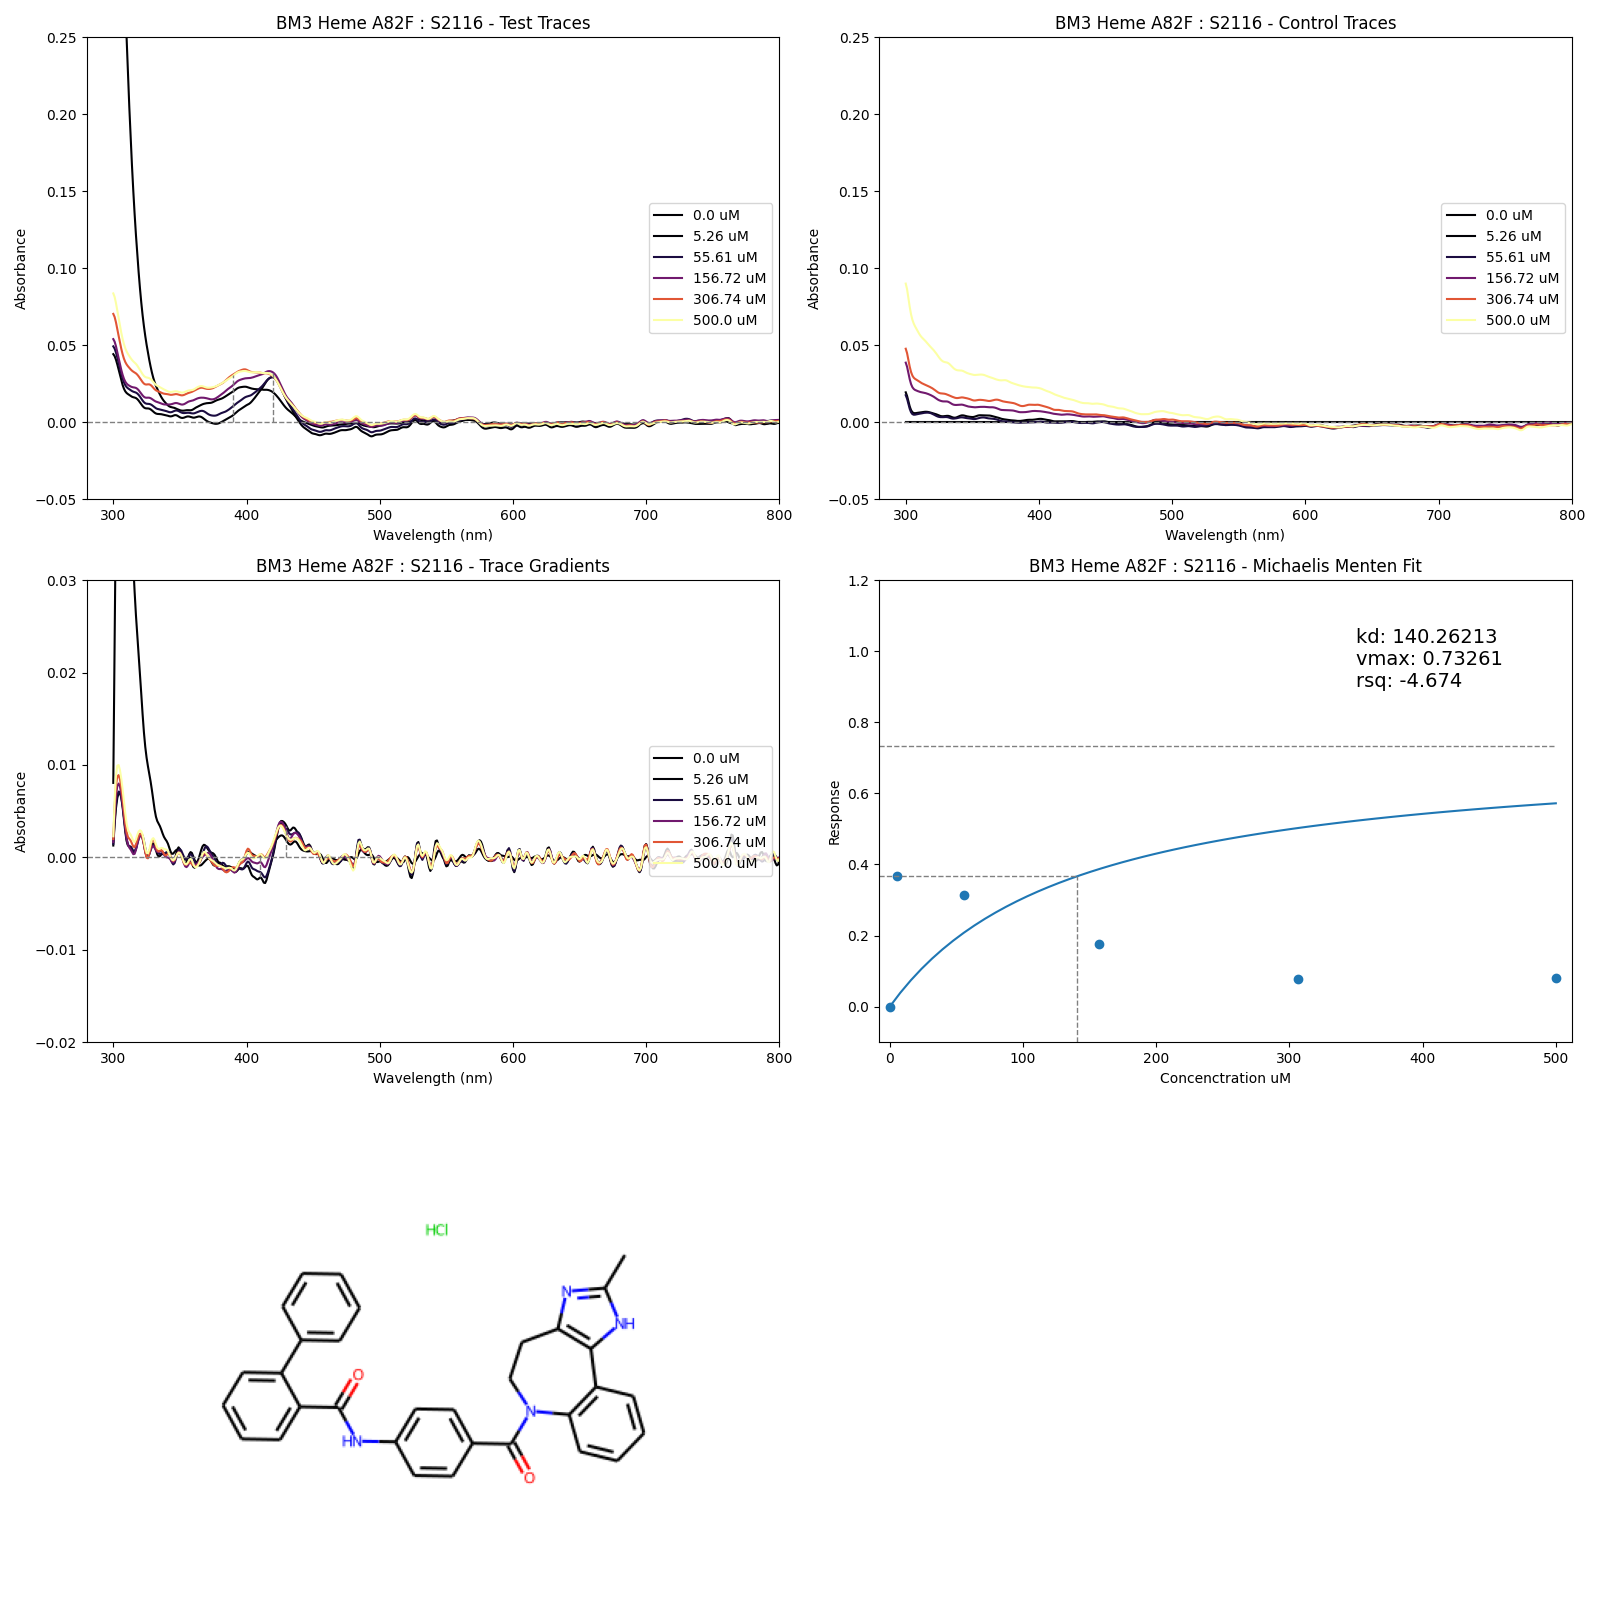 BM3 Heme A82F : S2116 - Test Traces
0.25
0.20
0.15
0.10
0.05
0.00
−0.05
Absorbance
300 400 500 600 700 800
Wavelength (nm)
0.0 uM
5.26 uM
55.61 uM
156.72 uM
306.74 uM
500.0 uM
BM3 Heme A82F : S2116 - Control Traces
0.25
0.20
0.15
0.10
0.05
0.00
−0.05
Absorbance
300 400 500 600 700 800
Wavelength (nm)
0.0 uM
5.26 uM
55.61 uM
156.72 uM
306.74 uM
500.0 uM
BM3 Heme A82F : S2116 - Trace Gradients
0.03
0.02
0.01
0.00
−0.01
−0.02
Absorbance
300 400 500 600 700 800
Wavelength (nm)
0.0 uM
5.26 uM
55.61 uM
156.72 uM
306.74 uM
500.0 uM
BM3 Heme A82F : S2116 - Michaelis Menten Fit
1.2
1.0
0.8
0.6
0.4
0.2
0.0
Response
kd: 140.26213
vmax: 0.73261
rsq: -4.674
0 100 200 300 400 500
Concenctration uM
HCl
N
NH
O
N
HN
O